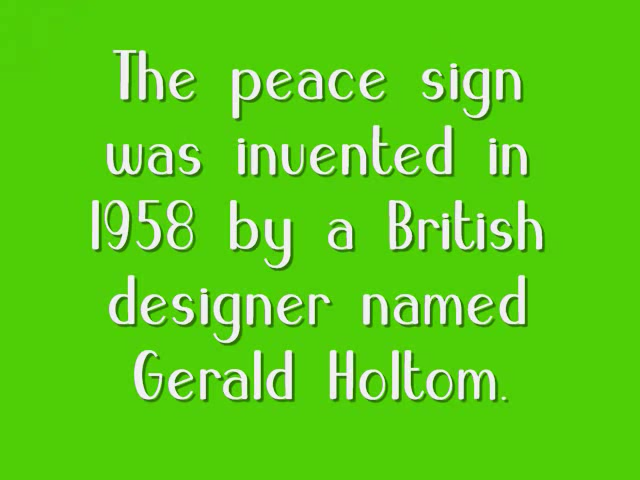 The peace sign
was invented in
1958 by a British
designer named
Gerald Holtom.